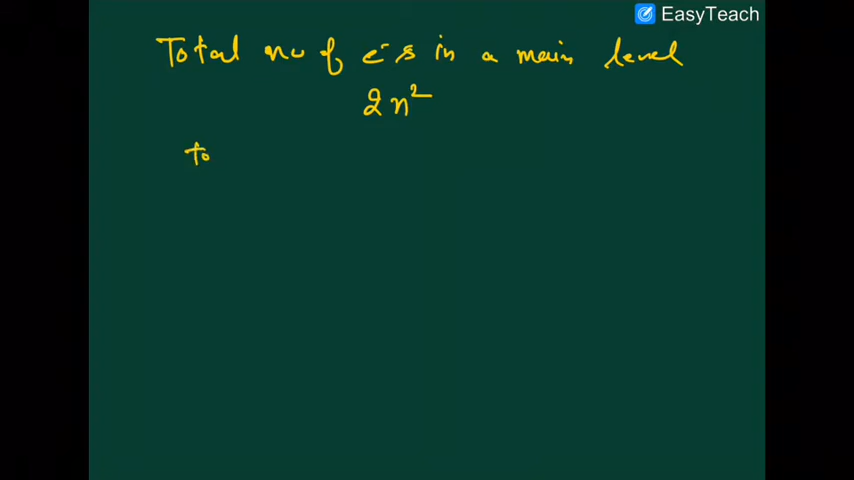 EasyTeach
Total no of e⁻s in a main level
2n²
to